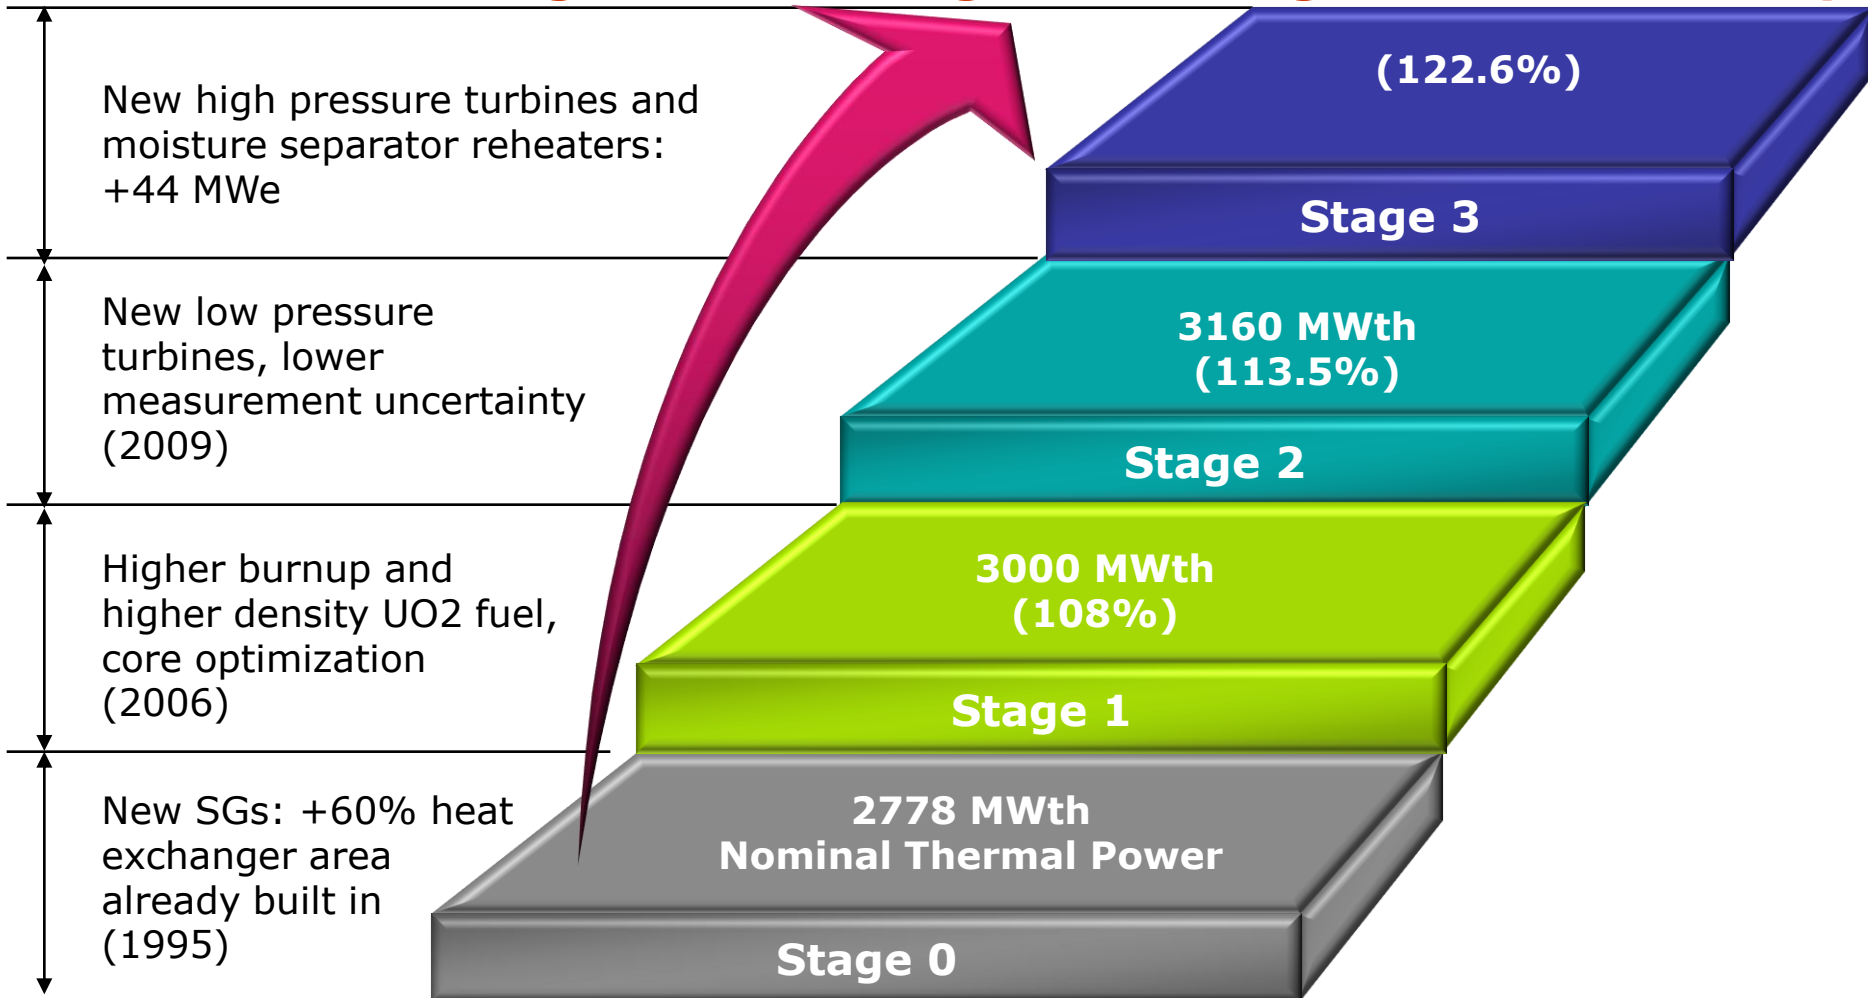 (122.6%)
New high pressure turbines and
moisture separator reheaters:
+44 MWe
Stage 3
New low pressure
turbines, lower
measurement uncertainty
(2009)
3160 MWth
(113.5%)
Stage 2
Higher burnup and
higher density UO2 fuel,
core optimization
(2006)
3000 MWth
(108%)
Stage 1
New SGs: +60% heat
exchanger area
already built in
(1995)
2778 MWth
Nominal Thermal Power
Stage 0